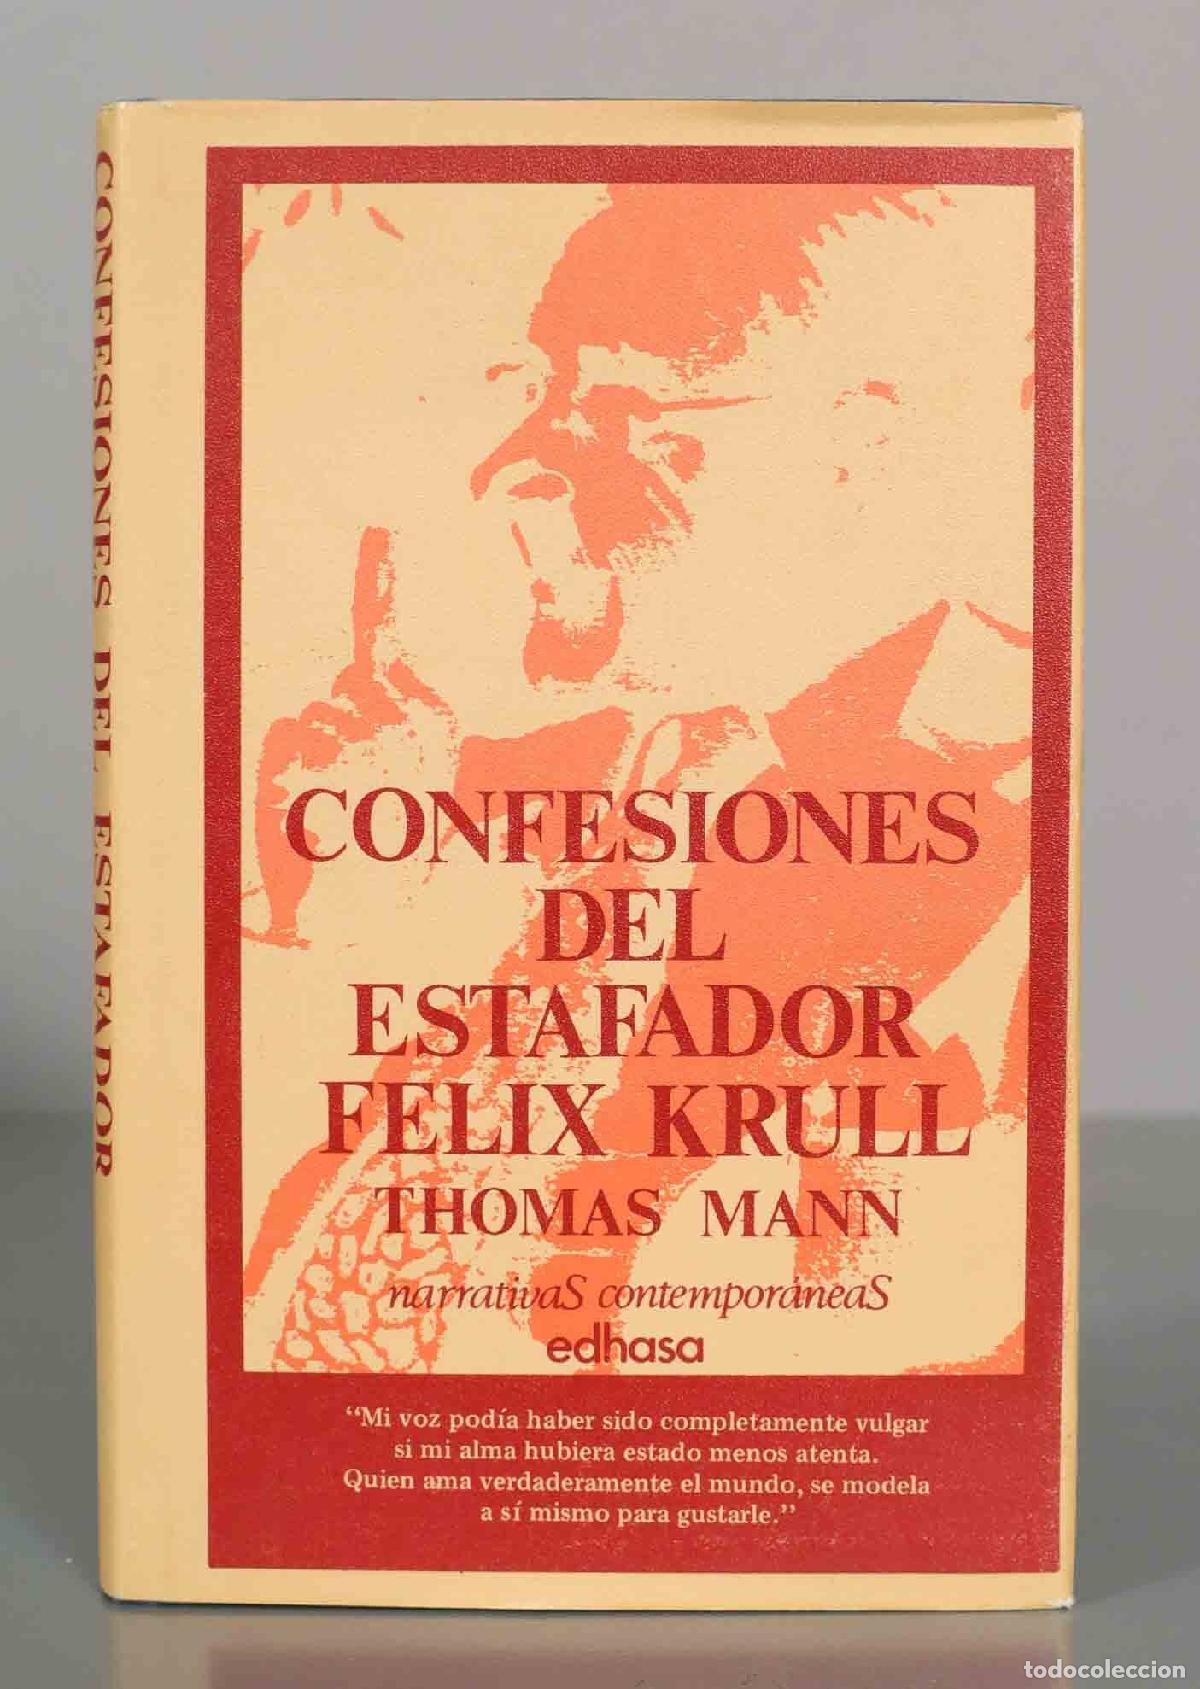 CONFESIONES DEL ESTAFADOR
CONFESIONES
DEL
ESTAFADOR
FELIX KRULL
THOMAS MANN
narrativaS contemporáneaS
edhasa
“Mi voz podía haber sido completamente vulgar
si mi alma hubiera estado menos atenta.
Quien ama verdaderamente el mundo, se modela
a sí mismo para gustarle.”
todocoleccion